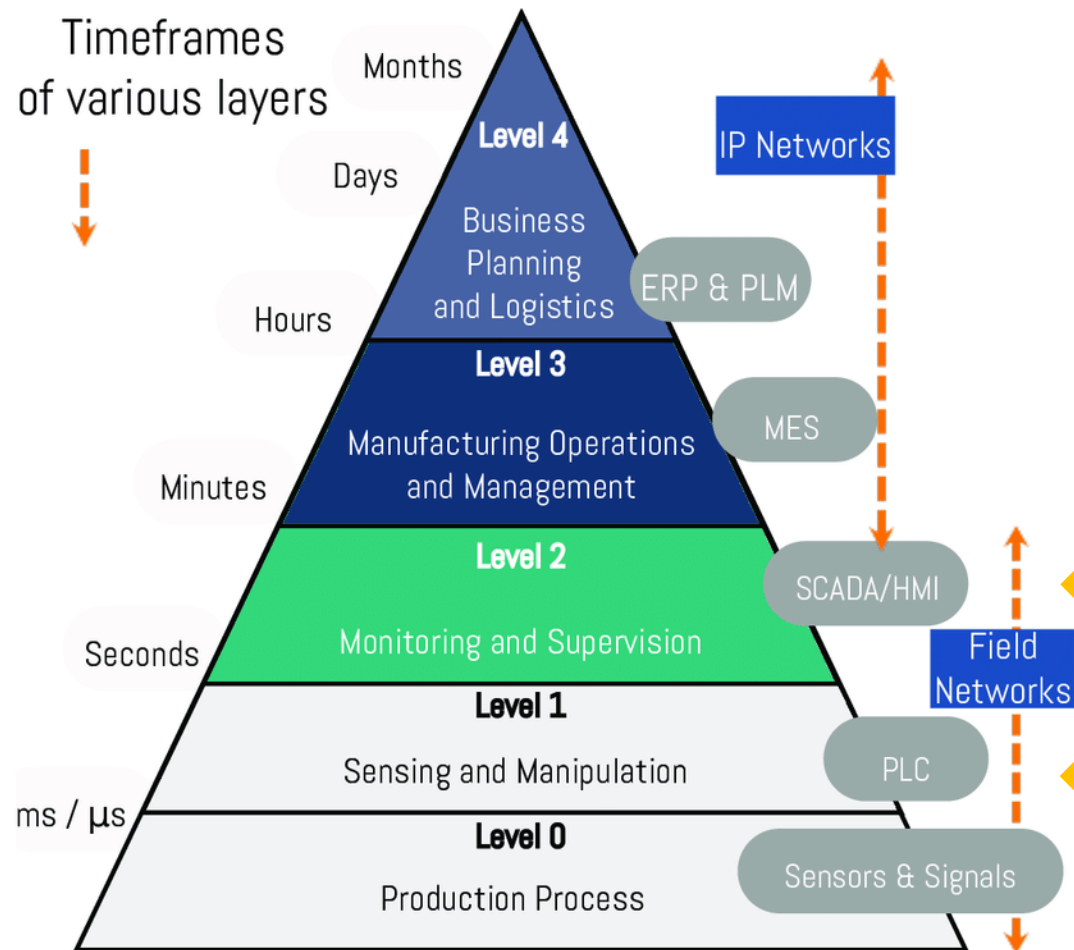 Timeframes
of various layers
Months
Days
Hours
Minutes
Seconds
ms / μs
Level 4
Business
Planning
and Logistics
Level 3
Manufacturing Operations
and Management
Level 2
Monitoring and Supervision
Level 1
Sensing and Manipulation
Level 0
Production Process
IP Networks
ERP & PLM
MES
SCADA/HMI
Field
Networks
PLC
Sensors & Signals